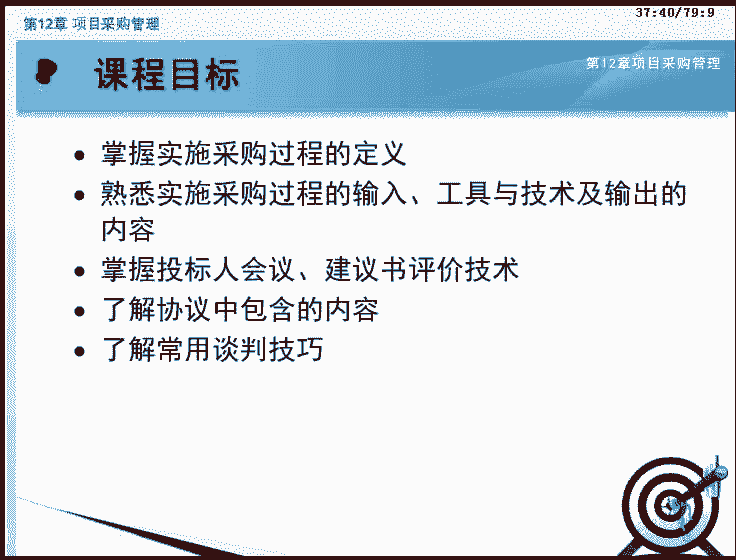 37:40/79:9
第12章 项目采购管理
课程目标
第12章项目采购管理
掌握实施采购过程的定义
熟悉实施采购过程的输入、工具与技术及输出的
内容
掌握投标人会议、建议书评价技术
了解协议中包含的内容
了解常用谈判技巧